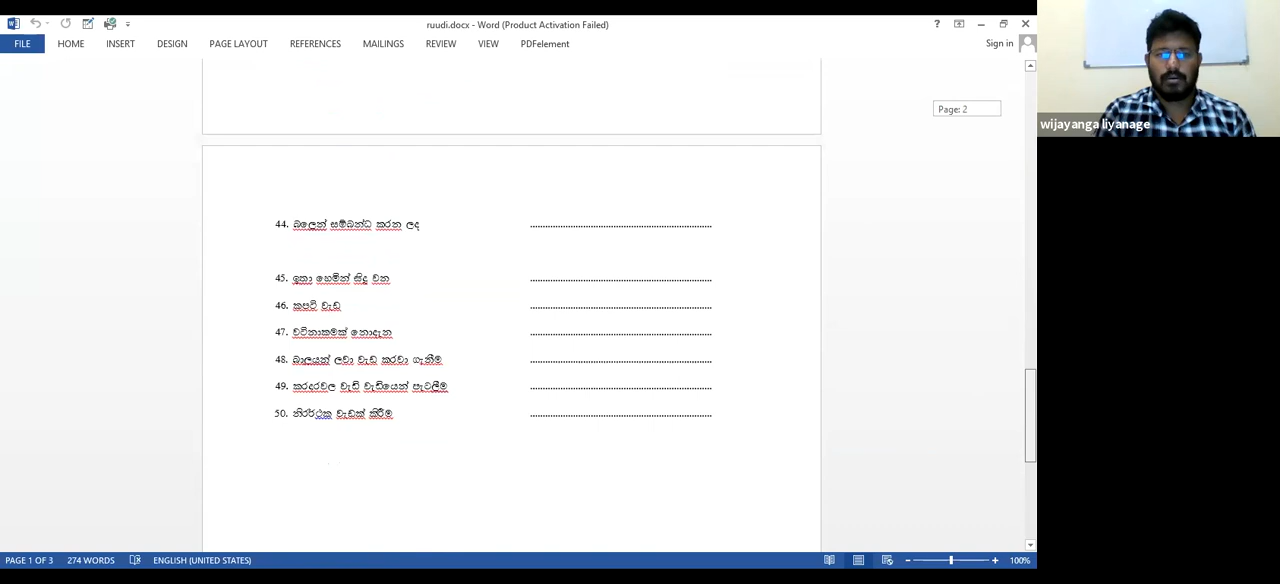 ruudi.docx - Word (Product Activation Failed)
FILE HOME INSERT DESIGN PAGE LAYOUT REFERENCES MAILINGS REVIEW VIEW PDFelement
Sign in
Page: 2
wijayanga liyanage
44. බලෙන් සම්බන්ධ කරන ලද ............................................................
45. ඉතා හෙමින් සිදු වන ............................................................
46. කපටි වැඩ ............................................................
47. වටිනාකමක් නොදැන ............................................................
48. බාලයන් ලවා වැඩ කරවා ගැනීම ............................................................
49. කරදරවල වැඩි වැඩියෙන් පැටලීම ............................................................
50. නිරර්ථක වැඩක් කිරීම ............................................................
PAGE 1 OF 3 274 WORDS ENGLISH (UNITED STATES) 100%